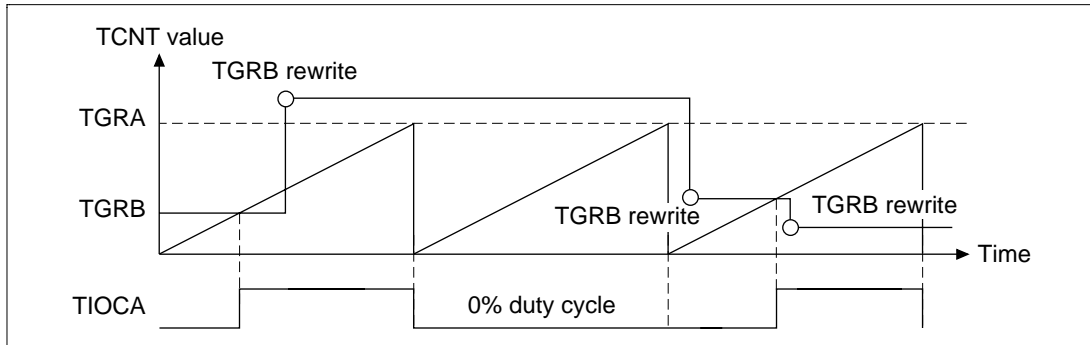 TCNT value
TGRB rewrite
TGRA
TGRB
TGRB rewrite
TGRB rewrite
Time
TIOCA
0% duty cycle